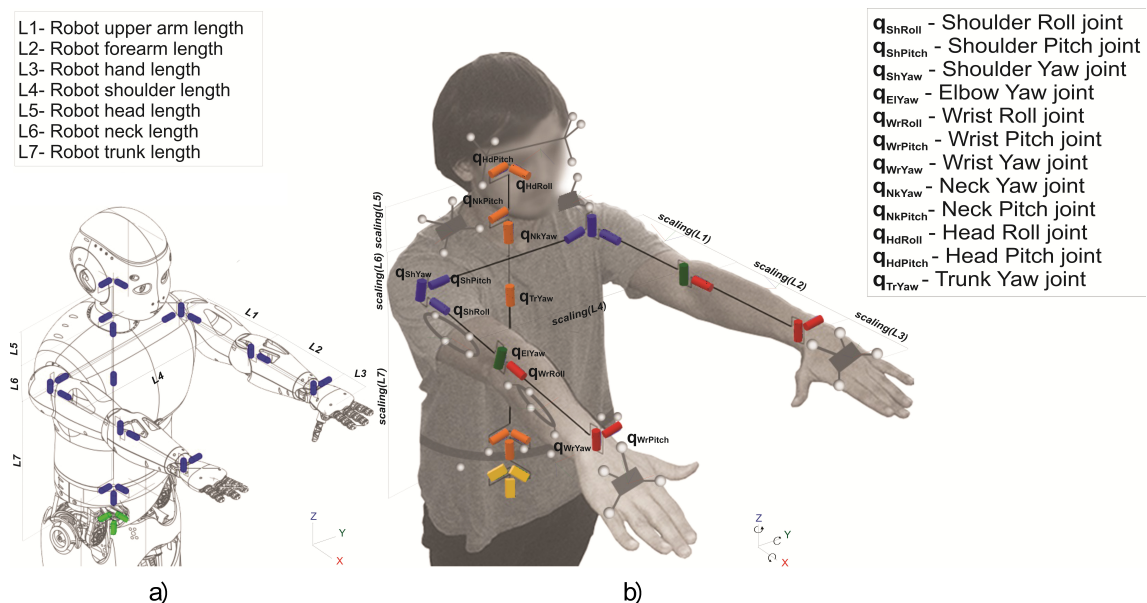 L1- Robot upper arm length
L2- Robot forearm length
L3- Robot hand length
L4- Robot shoulder length
L5- Robot head length
L6- Robot neck length
L7- Robot trunk length
qShRoll - Shoulder Roll joint
qShPitch - Shoulder Pitch joint
qShYaw - Shoulder Yaw joint
qElYaw - Elbow Yaw joint
qWrRoll - Wrist Roll joint
qWrPitch - Wrist Pitch joint
qWrYaw - Wrist Yaw joint
qNkYaw - Neck Yaw joint
qNkPitch- Neck Pitch joint
qHdRoll - Head Roll joint
qHdPitch - Head Pitch joint
qTrYaw - Trunk Yaw joint
L1
L2
L3
L4
L5
L6
L7
Z
Y
X
a)
qHdPitch
qHdRoll
qNkPitch
qNkYaw
qShYaw
qShPitch
qShRoll
qTrYaw
qElYaw
qWrRoll
qWrYaw
qWrPitch
scaling(L5)
scaling(L6)
scaling(L7)
scaling(L1)
scaling(L2)
scaling(L3)
scaling(L4)
Z
Y
X
b)